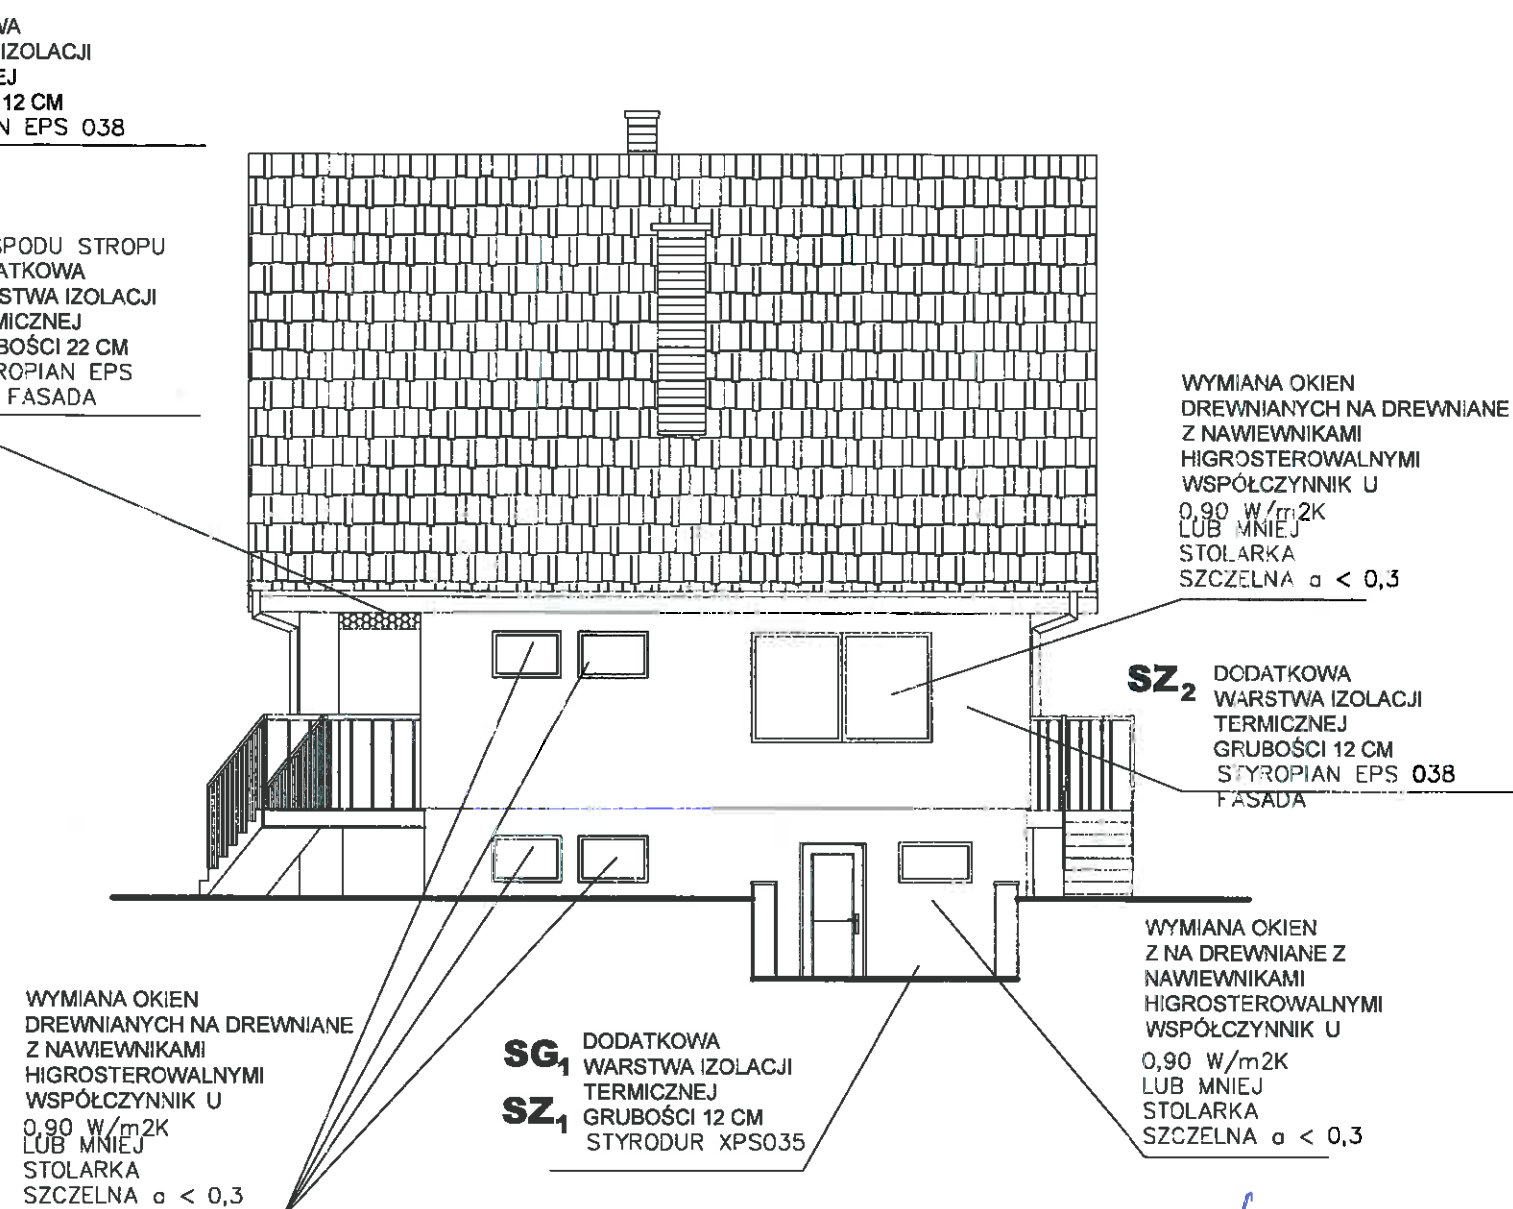 WA
IZOLACJI
EJ
12 CM
N EPS 038
SPODU STROPU
ATKOWA
STWA IZOLACJI
MICZNEJ
BOŚCI 22 CM
ROPIAN EPS
FASADA
WYMIANA OKIEN
DREWNIANYCH NA DREWNIANE
Z NAWIEWNIKAMI
HIGROSTEROWALNYMI
WSPÓŁCZYNNIK U
0,90 W/m2K
LUB MNIEJ
STOLARKA
SZCZELNA a < 0,3
SZ2 DODATKOWA
WARSTWA IZOLACJI
TERMICZNEJ
GRUBOŚCI 12 CM
STYROPIAN EPS 038
FASADA
WYMIANA OKIEN
DREWNIANYCH NA DREWNIANE
Z NAWIEWNIKAMI
HIGROSTEROWALNYMI
WSPÓŁCZYNNIK U
0,90 W/m2K
LUB MNIEJ
STOLARKA
SZCZELNA a < 0,3
SG1 DODATKOWA
WARSTWA IZOLACJI
TERMICZNEJ
SZ1 GRUBOŚCI 12 CM
STYRODUR XPS035
WYMIANA OKIEN
Z NA DREWNIANE Z
NAWIEWNIKAMI
HIGROSTEROWALNYMI
WSPÓŁCZYNNIK U
0,90 W/m2K
LUB MNIEJ
STOLARKA
SZCZELNA a < 0,3